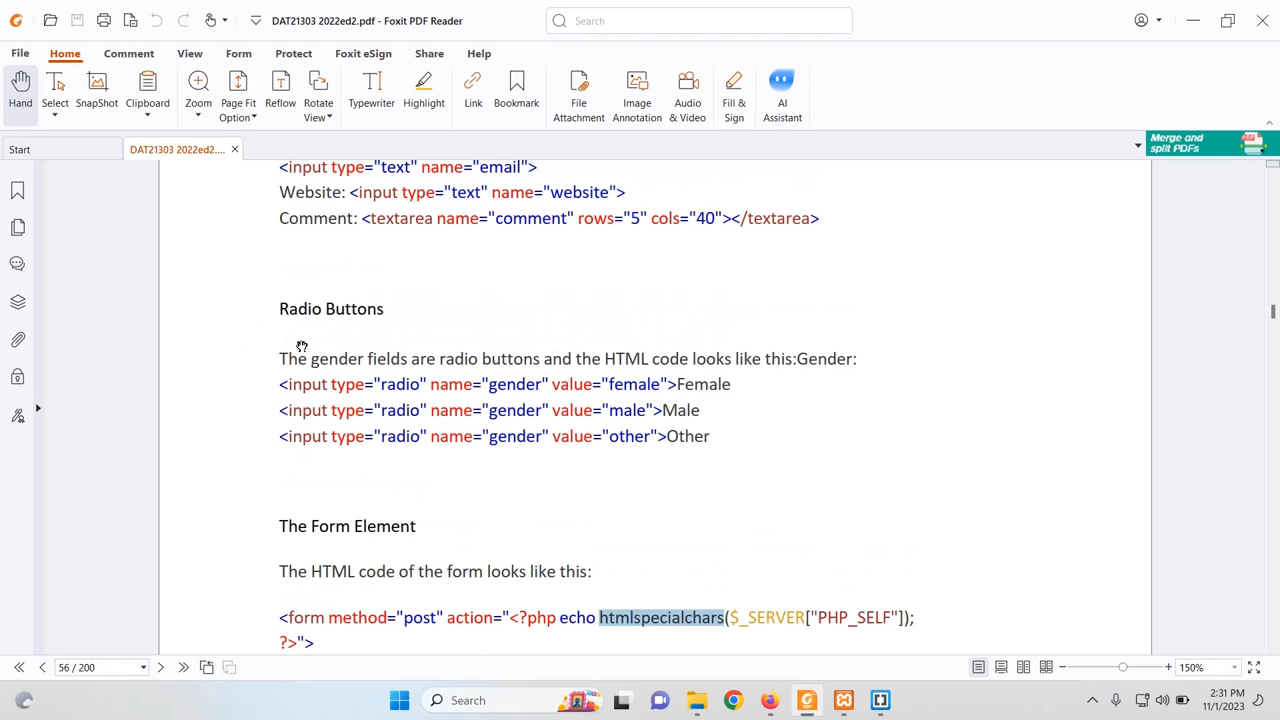 DAT21303 2022ed2.pdf - Foxit PDF Reader
Search
File
Home
Comment
View
Form
Protect
Foxit eSign
Share
Help
Hand
Select
SnapShot
Clipboard
Zoom
Page Fit Option
Reflow
Rotate View
Typewriter
Highlight
Link
Bookmark
File Attachment
Image Annotation
Audio & Video
Fill & Sign
AI Assistant
Start
DAT21303 2022ed2....
Merge and split PDFs
<input type="text" name="email">
Website: <input type="text" name="website">
Comment: <textarea name="comment" rows="5" cols="40"></textarea>
Radio Buttons
The gender fields are radio buttons and the HTML code looks like this:Gender:
<input type="radio" name="gender" value="female">Female
<input type="radio" name="gender" value="male">Male
<input type="radio" name="gender" value="other">Other
The Form Element
The HTML code of the form looks like this:
<form method="post" action="<?php echo htmlspecialchars($_SERVER["PHP_SELF"]);
?>">
56 / 200
150%
Search
2:31 PM
11/1/2023